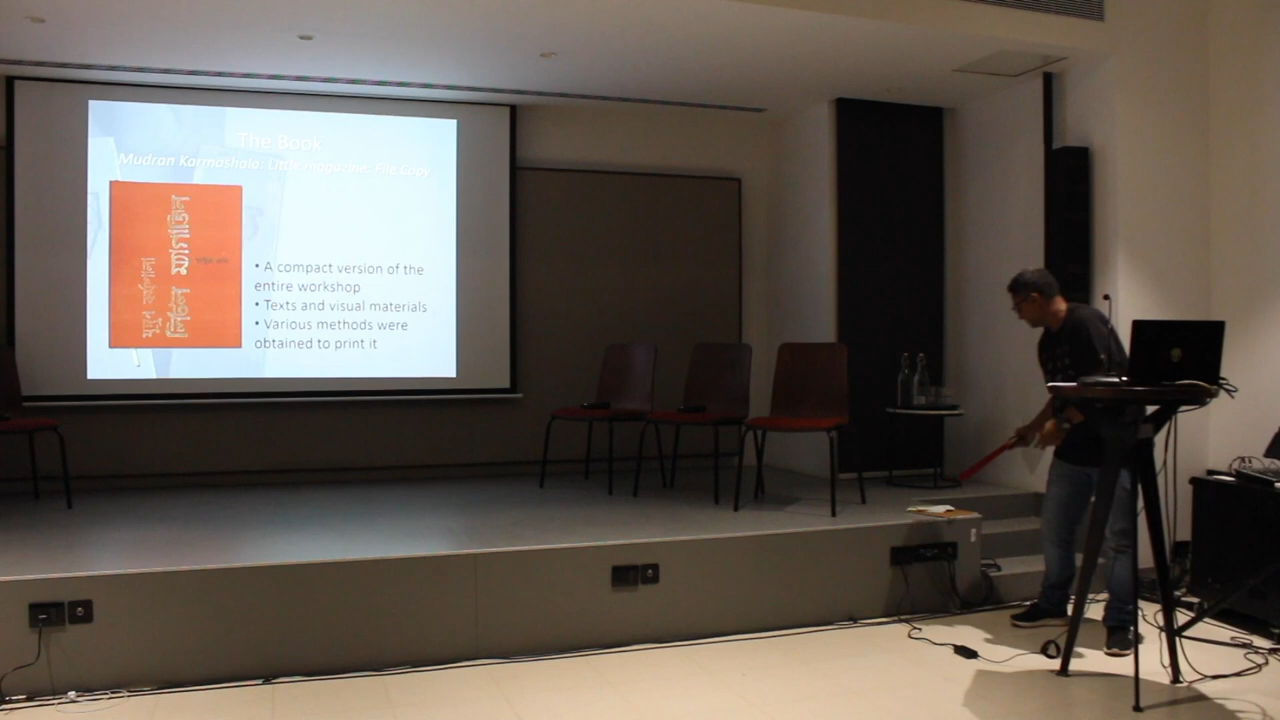 The Book
Mudran Karmashala: Little magazine: File Copy
• A compact version of the
entire workshop
• Texts and visual materials
• Various methods were
obtained to print it